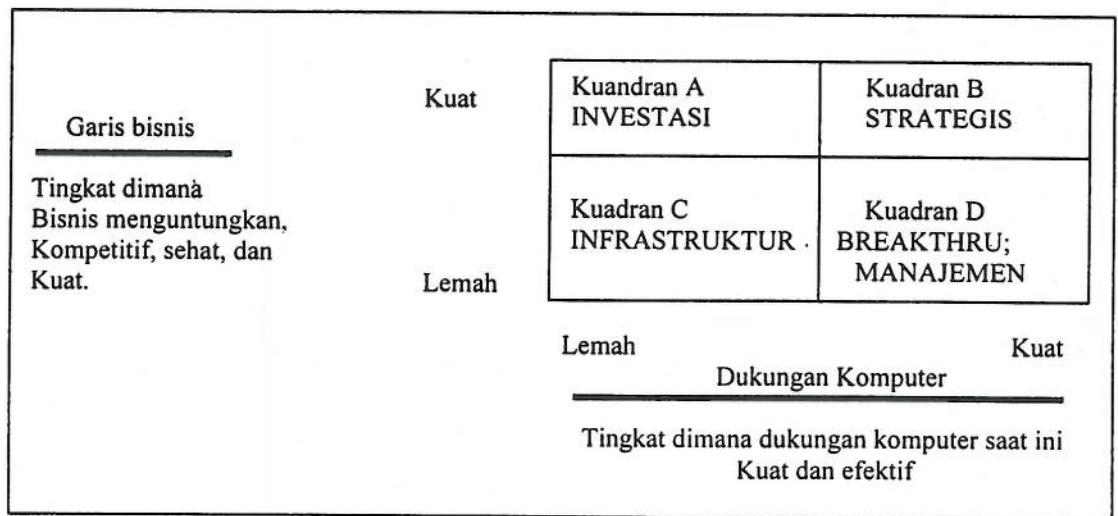 Garis bisnis
Tingkat dimana
Bisnis menguntungkan,
Kompetitif, sehat, dan
Kuat.
Kuat
Lemah
Kuandran A
INVESTASI
Kuadran B
STRATEGIS
Kuadran C
INFRASTRUKTUR
Kuadran D
BREAKTHRU;
MANAJEMEN
Lemah
Kuat
Dukungan Komputer
Tingkat dimana dukungan komputer saat ini
Kuat dan efektif